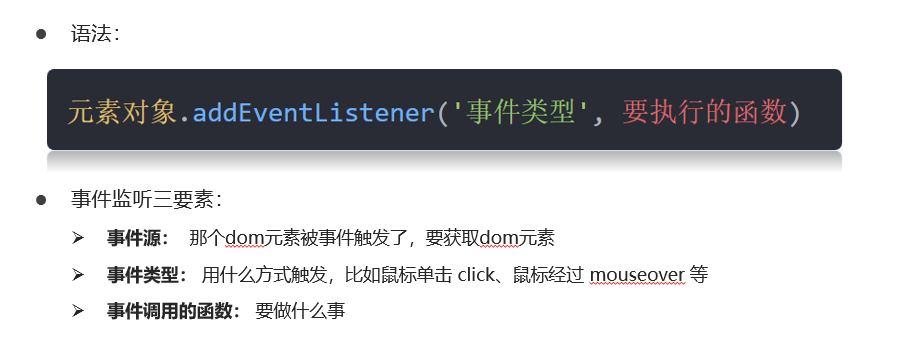 语法：
元素对象.addEventListener('事件类型', 要执行的函数)
事件监听三要素：
事件源： 那个dom元素被事件触发了，要获取dom元素
事件类型： 用什么方式触发，比如鼠标单击 click、鼠标经过 mouseover 等
事件调用的函数： 要做什么事